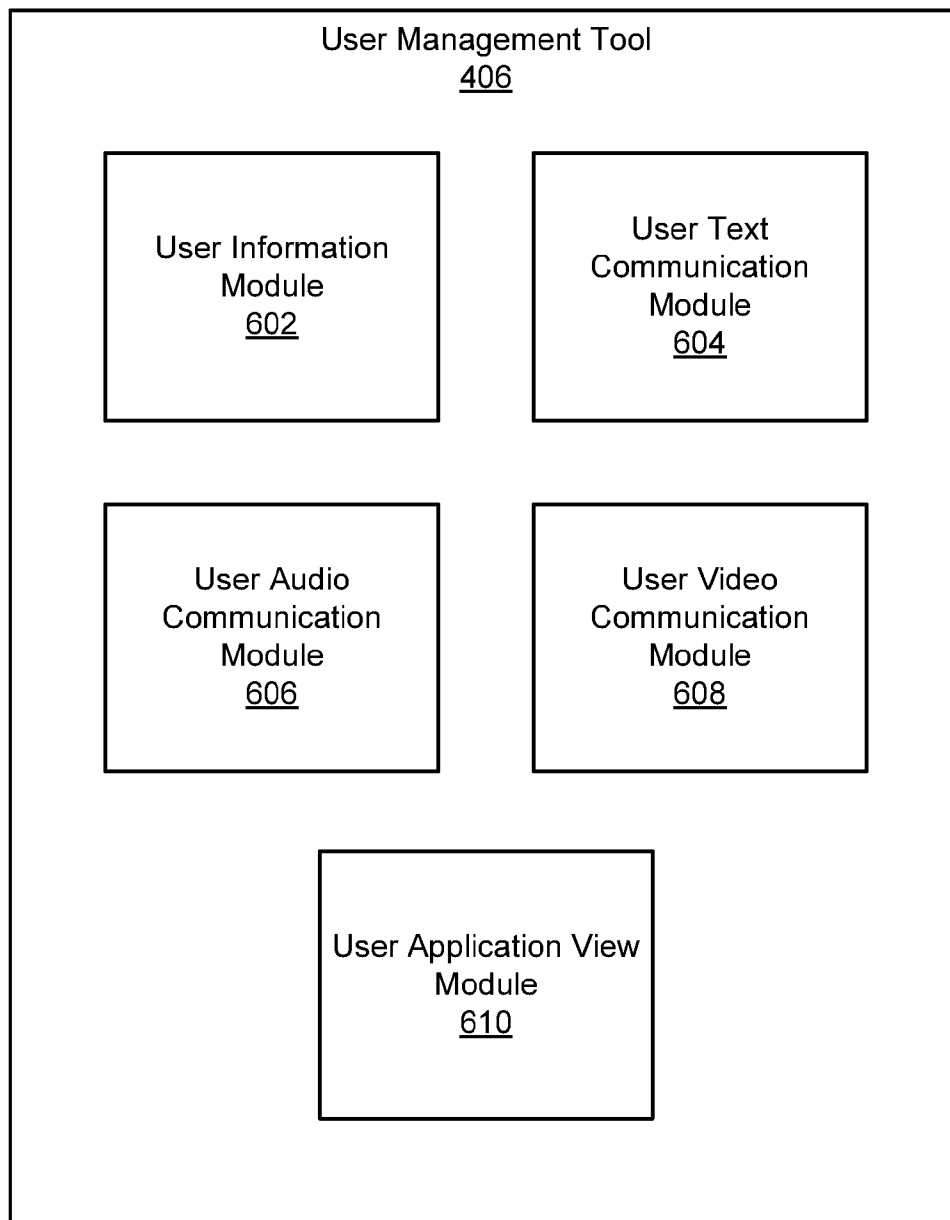 User Management Tool
406
User Information
Module
602
User Text
Communication
Module
604
User Audio
Communication
Module
606
User Video
Communication
Module
608
User Application View
Module
610